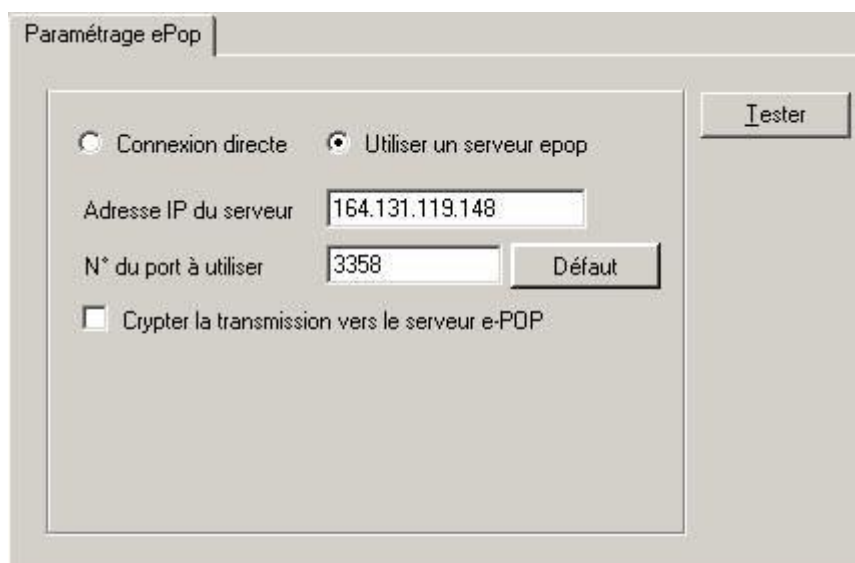 Paramétrage ePop
Tester
Connexion directe Utiliser un serveur epop
Adresse IP du serveur 164.131.119.148
N° du port à utiliser 3358 Défaut
Crypter la transmission vers le serveur e-POP